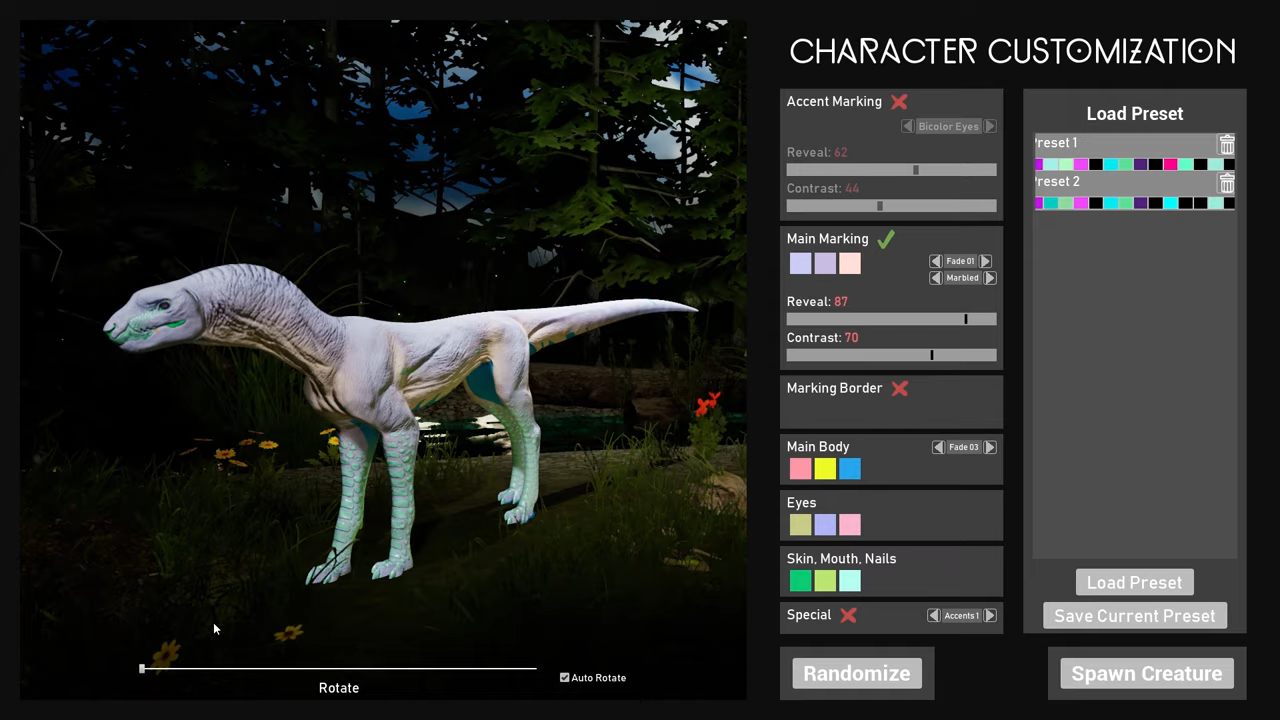 CHARACTER CUSTOMIZATION
Accent Marking
Bicolor Eyes
Reveal: 62
Contrast: 44
Main Marking
Fade 01
Marbled
Reveal: 87
Contrast: 70
Marking Border
Main Body
Fade 03
Eyes
Skin, Mouth, Nails
Special
Accents 1
Randomize
Load Preset
reset 1
reset 2
Load Preset
Save Current Preset
Spawn Creature
Rotate
Auto Rotate